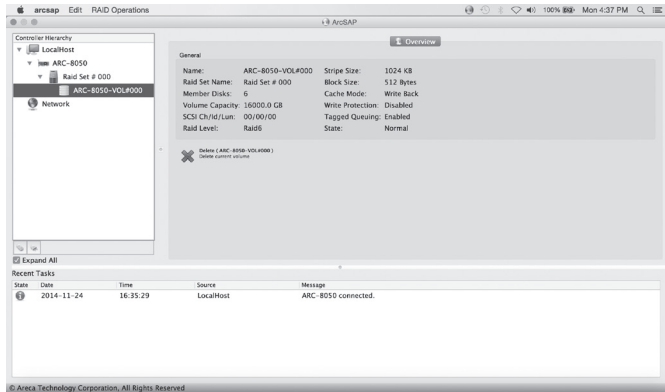 arcsap Edit RAID Operations 100% Mon 4:37 PM
ArcSAP
Controller Hierarchy
LocalHost
ARC-8050
Raid Set # 000
ARC-8050-VOL#000
Network
Expand All
Overview
General
Name: ARC-8050-VOL#000 Stripe Size: 1024 KB
Raid Set Name: Raid Set # 000 Block Size: 512 Bytes
Member Disks: 6 Cache Mode: Write Back
Volume Capacity: 16000.0 GB Write Protection: Disabled
SCSI Ch/Id/Lun: 00/00/00 Tagged Queuing: Enabled
Raid Level: Raid6 State: Normal
Delete ( ARC-8050-VOL#000 )
Delete current volume
Recent Tasks
State Date Time Source Message
2014-11-24 16:35:29 LocalHost ARC-8050 connected.
© Areca Technology Corporation, All Rights Reserved